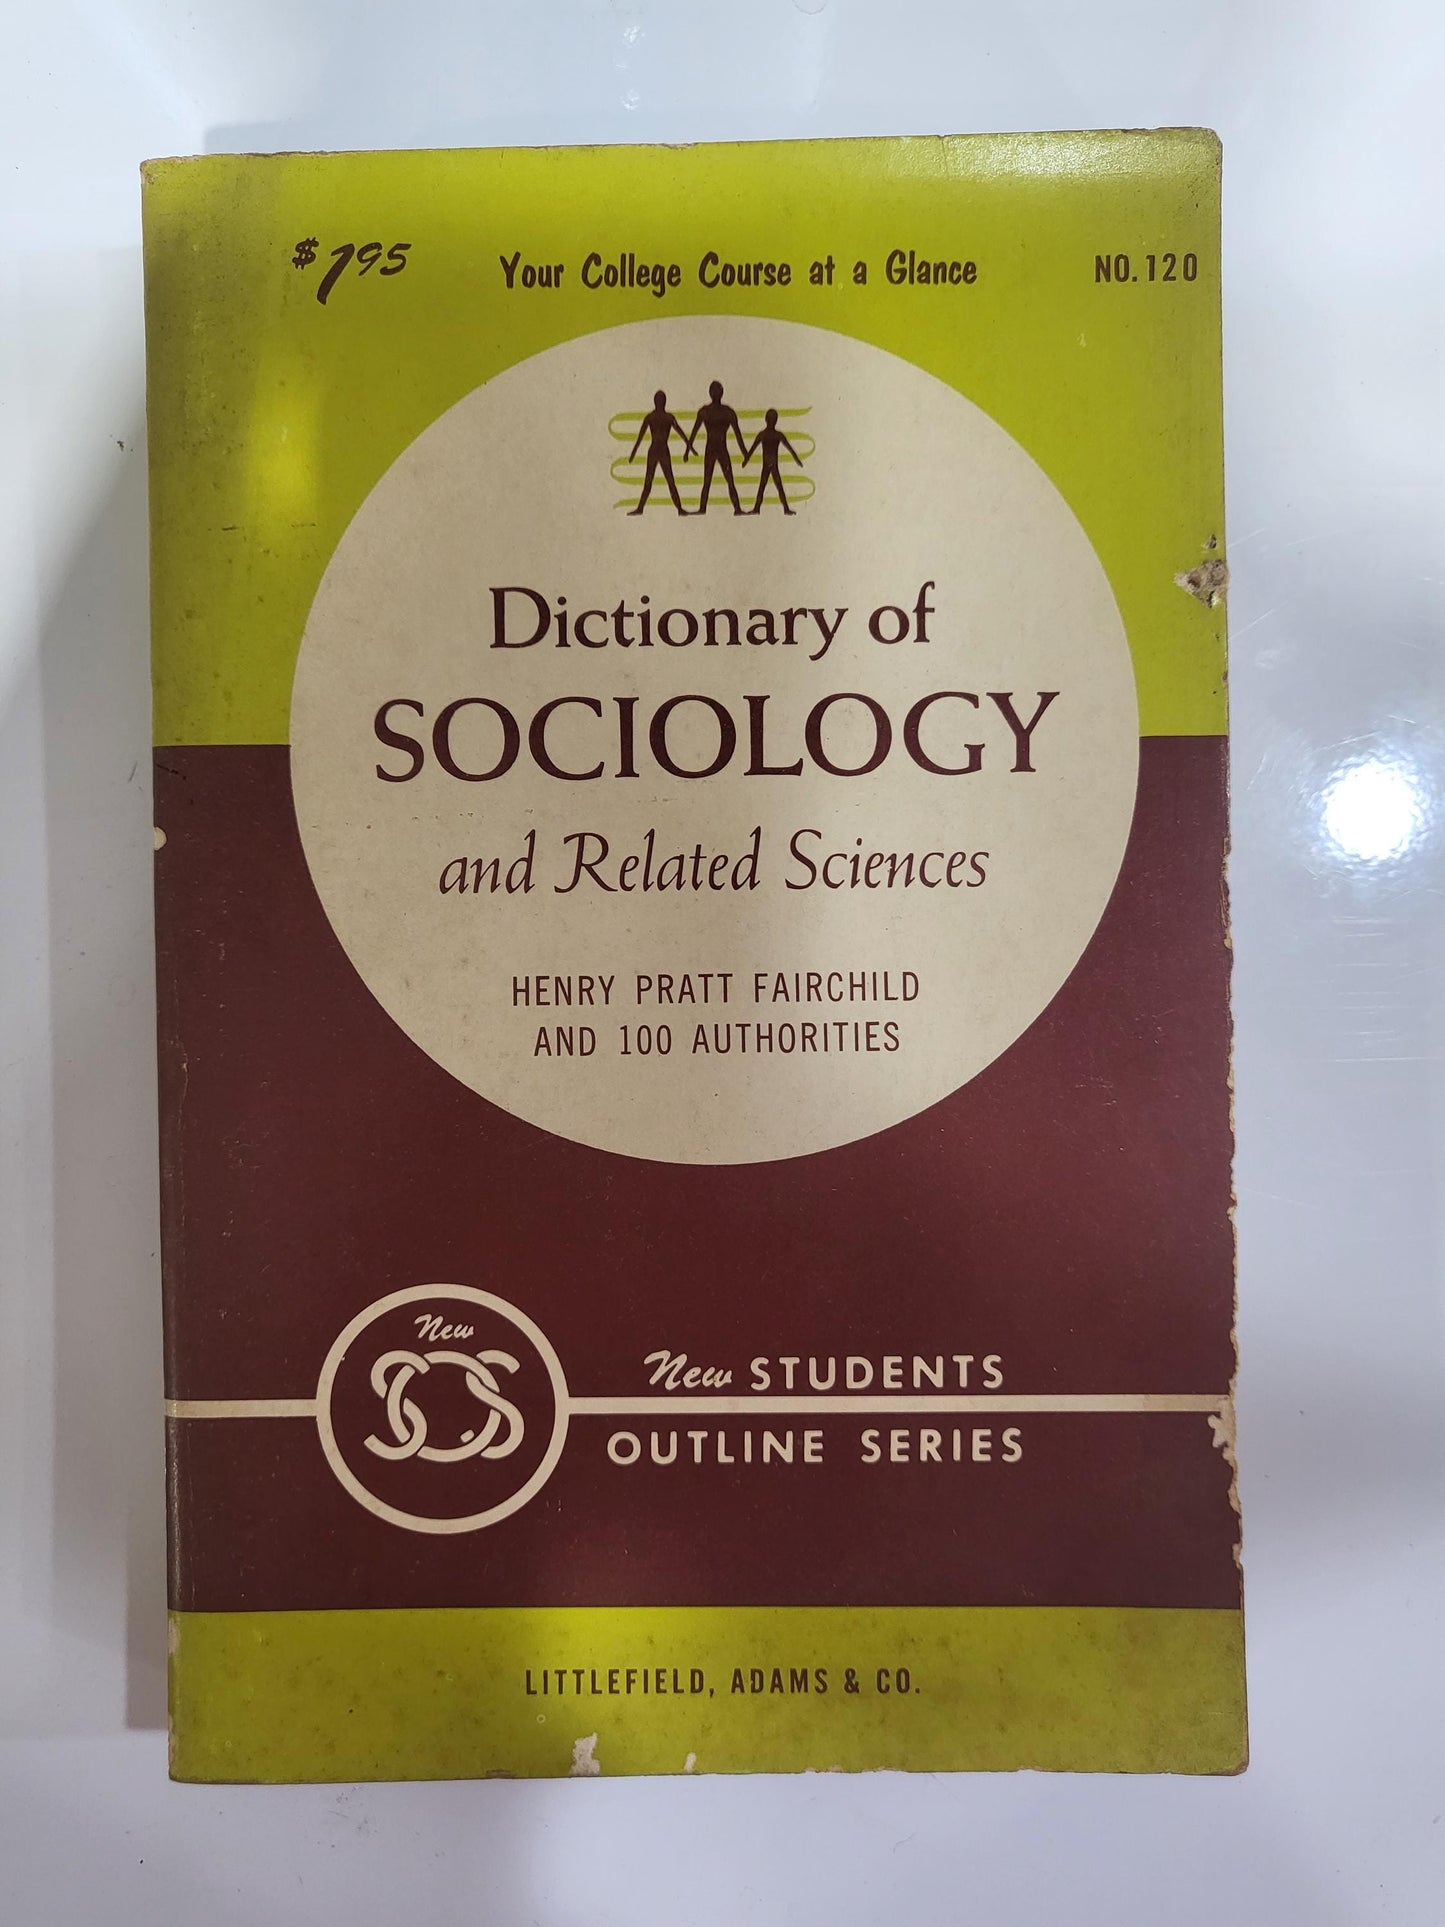 $1.95
Your College Course at a Glance
NO. 120
Dictionary of
SOCIOLOGY
and Related Sciences
HENRY PRATT FAIRCHILD
AND 100 AUTHORITIES
New
SOS
New STUDENTS
OUTLINE SERIES
LITTLEFIELD, ADAMS & CO.